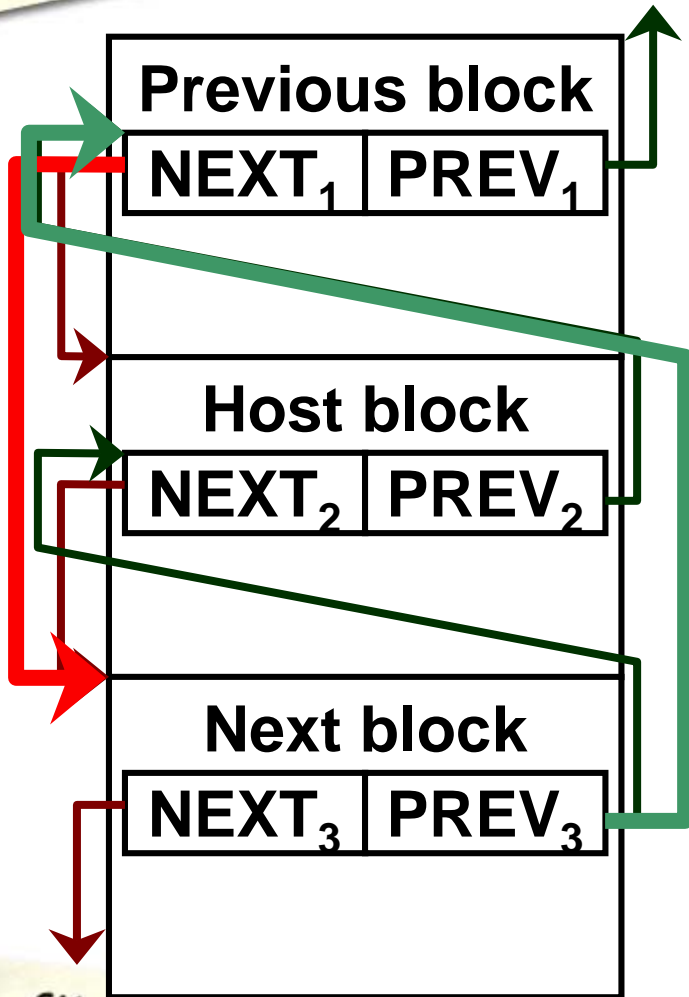 Previous block
NEXT₁ PREV₁
Host block
NEXT₂ PREV₂
Next block
NEXT₃ PREV₃